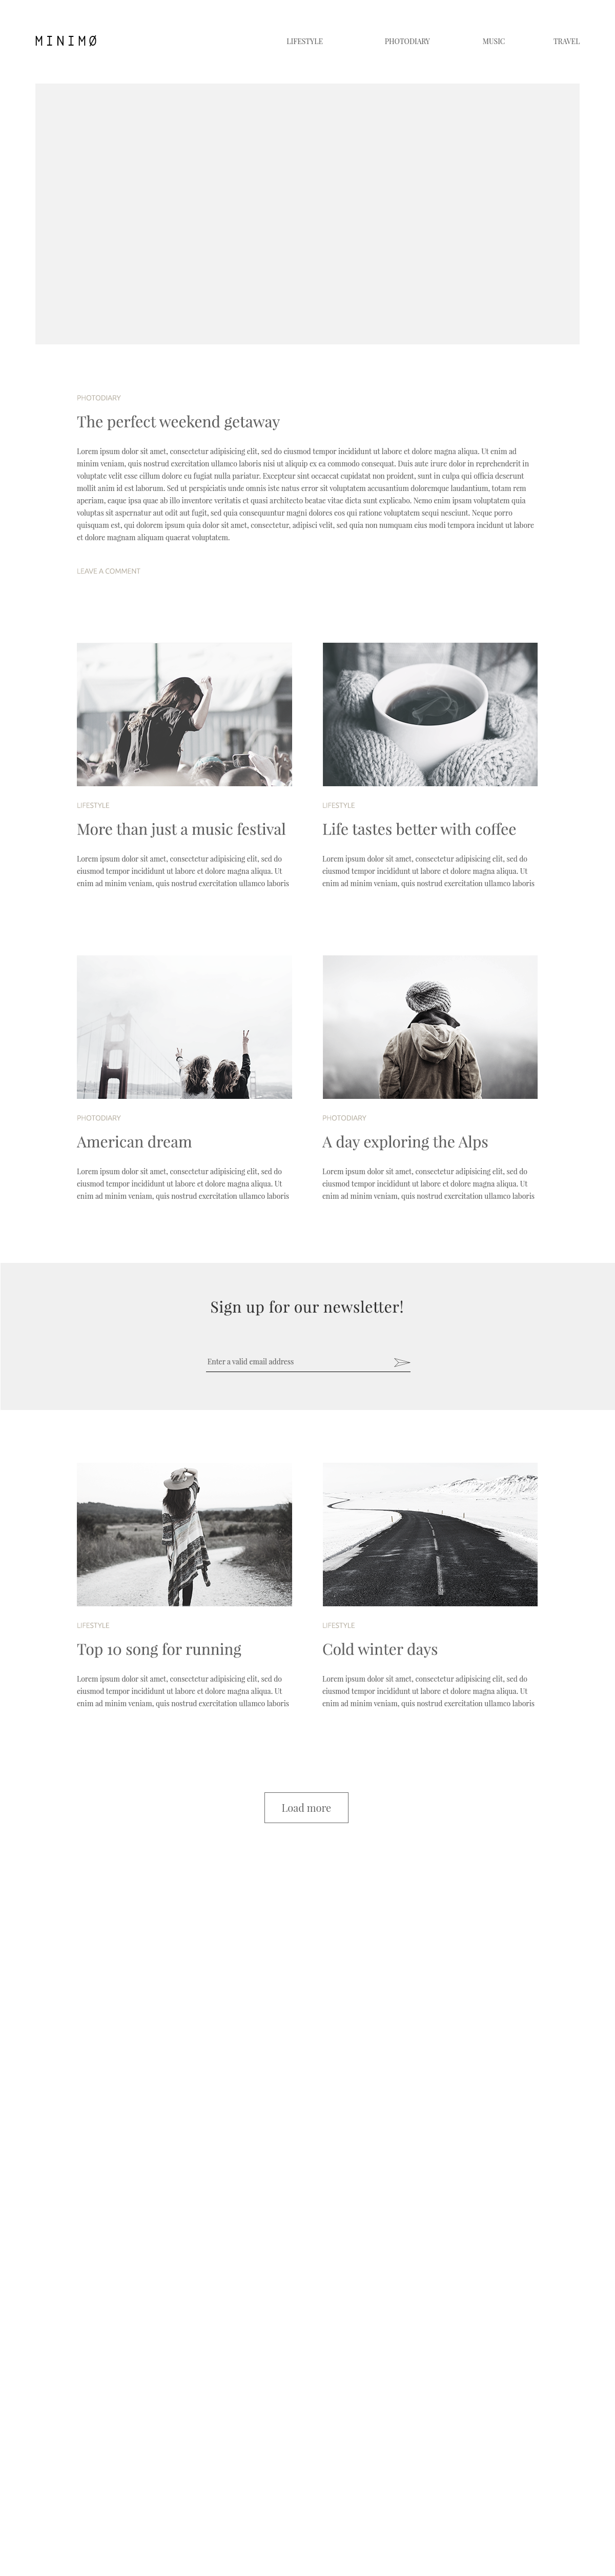 MINIMØ
LIFESTYLE PHOTODIARY MUSIC TRAVEL
PHOTODIARY
The perfect weekend getaway
Lorem ipsum dolor sit amet, consectetur adipisicing elit, sed do eiusmod tempor incididunt ut labore et dolore magna aliqua. Ut enim ad
minim veniam, quis nostrud exercitation ullamco laboris nisi ut aliquip ex ea commodo consequat. Duis aute irure dolor in reprehenderit in
voluptate velit esse cillum dolore eu fugiat nulla pariatur. Excepteur sint occaecat cupidatat non proident, sunt in culpa qui officia deserunt
mollit anim id est laborum. Sed ut perspiciatis unde omnis iste natus error sit voluptatem accusantium doloremque laudantium, totam rem
aperiam, eaque ipsa quae ab illo inventore veritatis et quasi architecto beatae vitae dicta sunt explicabo. Nemo enim ipsam voluptatem quia
voluptas sit aspernatur aut odit aut fugit, sed quia consequuntur magni dolores eos qui ratione voluptatem sequi nesciunt. Neque porro
quisquam est, qui dolorem ipsum quia dolor sit amet, consectetur, adipisci velit, sed quia non numquam eius modi tempora incidunt ut labore
et dolore magnam aliquam quaerat voluptatem.
LEAVE A COMMENT
LIFESTYLE
More than just a music festival
Lorem ipsum dolor sit amet, consectetur adipisicing elit, sed do
eiusmod tempor incididunt ut labore et dolore magna aliqua. Ut
enim ad minim veniam, quis nostrud exercitation ullamco laboris
LIFESTYLE
Life tastes better with coffee
Lorem ipsum dolor sit amet, consectetur adipisicing elit, sed do
eiusmod tempor incididunt ut labore et dolore magna aliqua. Ut
enim ad minim veniam, quis nostrud exercitation ullamco laboris
PHOTODIARY
American dream
Lorem ipsum dolor sit amet, consectetur adipisicing elit, sed do
eiusmod tempor incididunt ut labore et dolore magna aliqua. Ut
enim ad minim veniam, quis nostrud exercitation ullamco laboris
PHOTODIARY
A day exploring the Alps
Lorem ipsum dolor sit amet, consectetur adipisicing elit, sed do
eiusmod tempor incididunt ut labore et dolore magna aliqua. Ut
enim ad minim veniam, quis nostrud exercitation ullamco laboris
Sign up for our newsletter!
Enter a valid email address
LIFESTYLE
Top 10 song for running
Lorem ipsum dolor sit amet, consectetur adipisicing elit, sed do
eiusmod tempor incididunt ut labore et dolore magna aliqua. Ut
enim ad minim veniam, quis nostrud exercitation ullamco laboris
LIFESTYLE
Cold winter days
Lorem ipsum dolor sit amet, consectetur adipisicing elit, sed do
eiusmod tempor incididunt ut labore et dolore magna aliqua. Ut
enim ad minim veniam, quis nostrud exercitation ullamco laboris
Load more